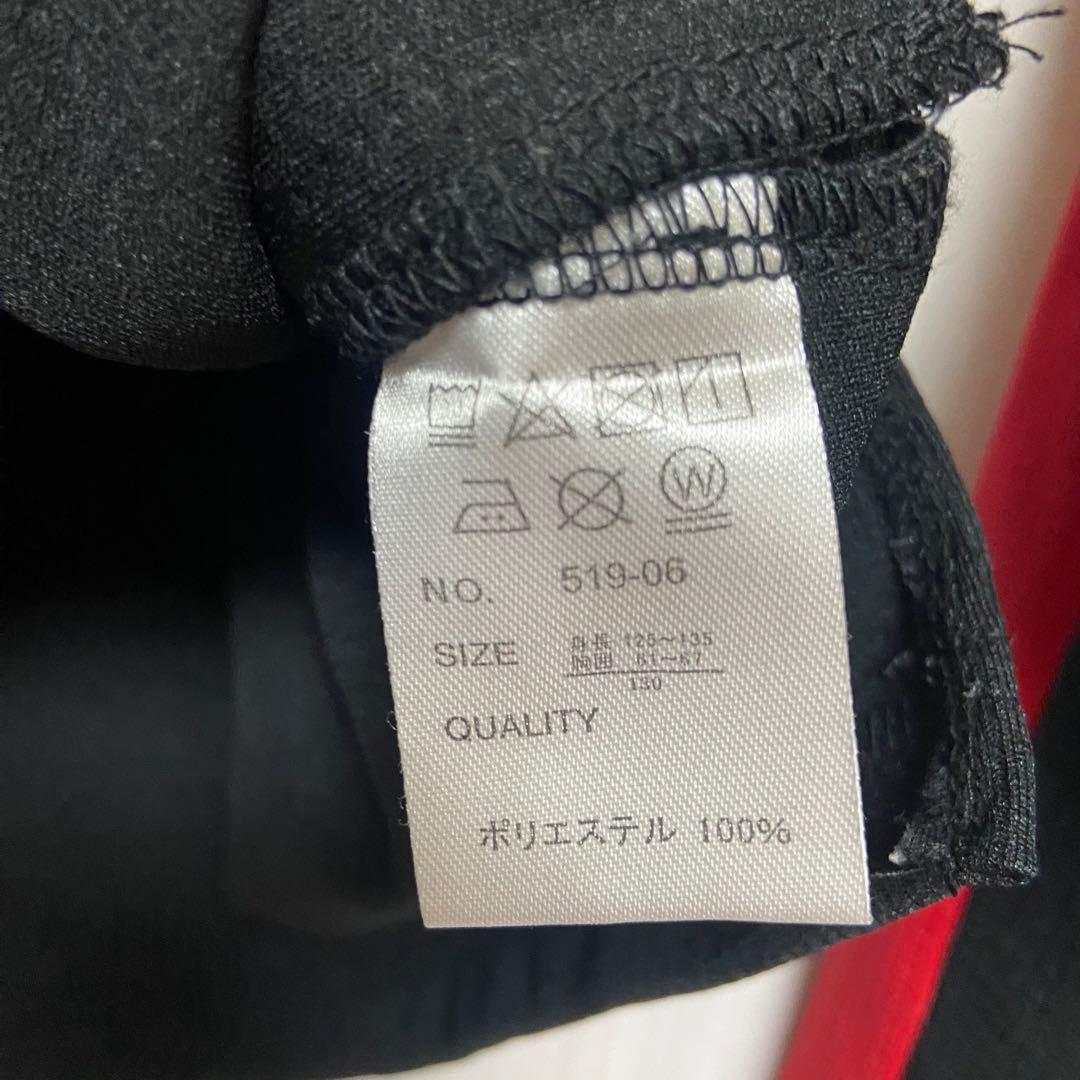 W
NO. 519-06
SIZE 身長 125〜135
胸囲 61〜67
130
QUALITY
ポリエステル 100%